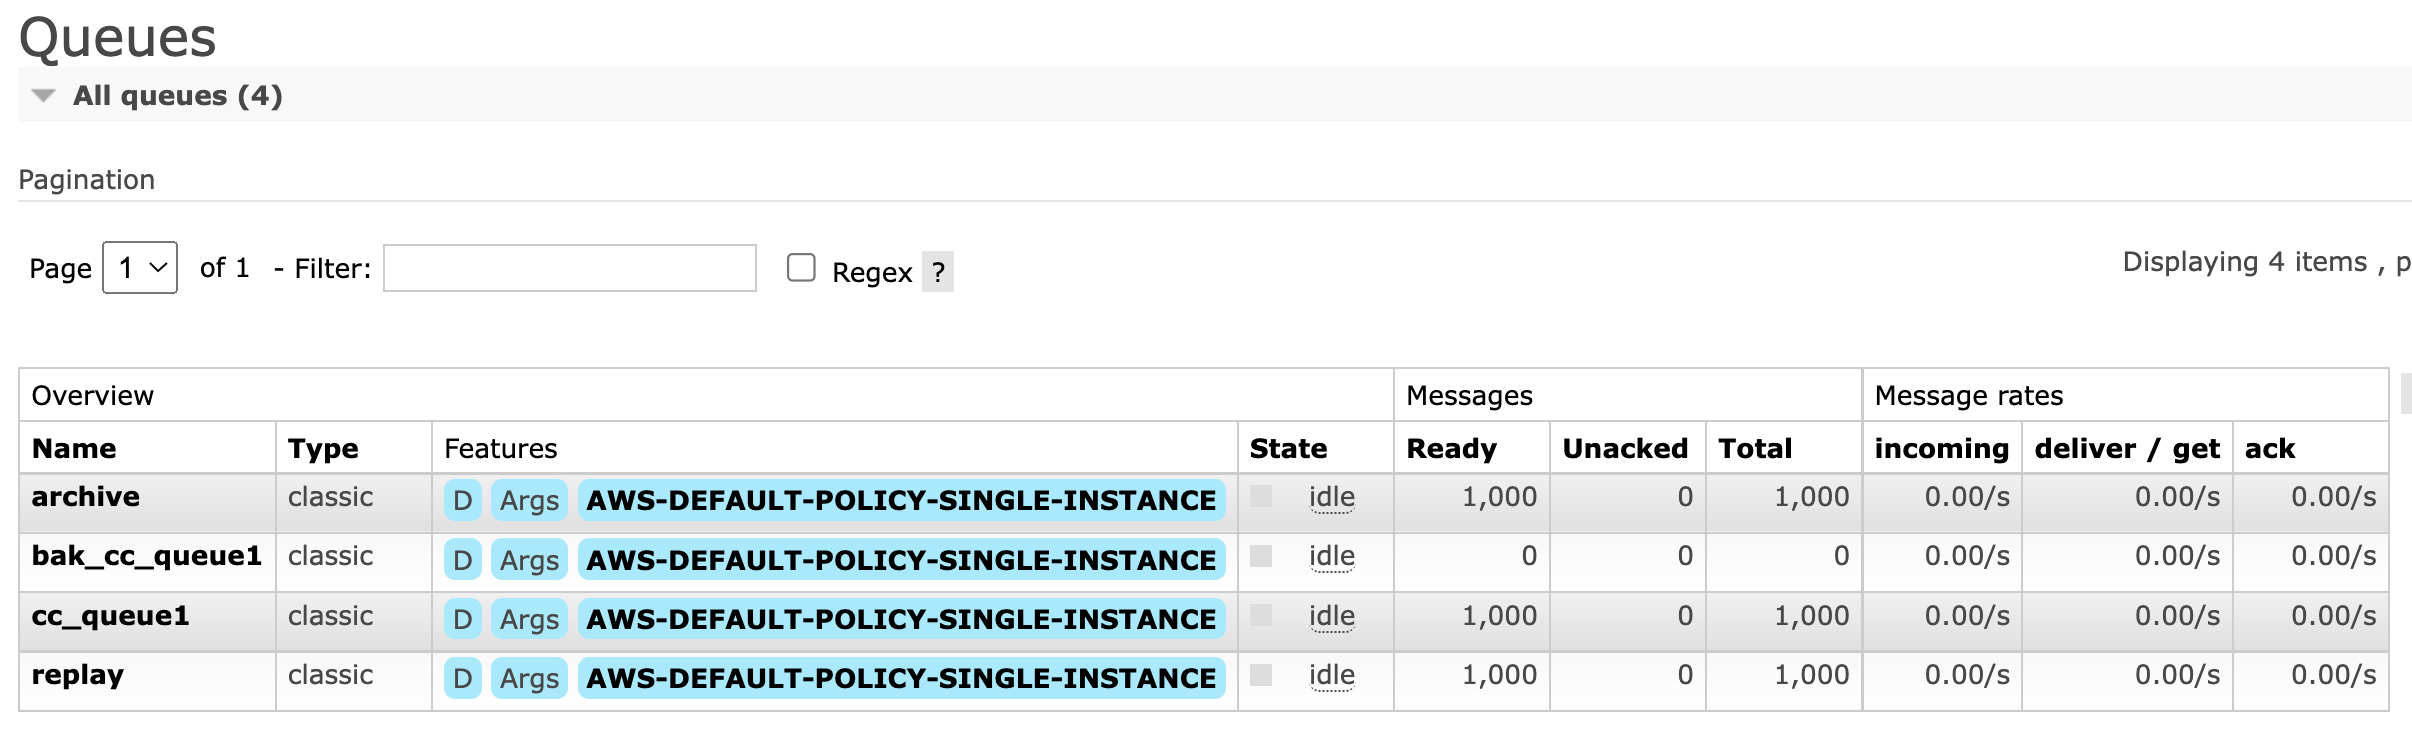 Queues
All queues (4)
Pagination
Page 1 of 1 - Filter: Regex ? Displaying 4 items , p
Overview Messages Message rates
Name Type Features State Ready Unacked Total incoming deliver / get ack
archive classic D Args AWS-DEFAULT-POLICY-SINGLE-INSTANCE idle 1,000 0 1,000 0.00/s 0.00/s 0.00/s
bak_cc_queue1 classic D Args AWS-DEFAULT-POLICY-SINGLE-INSTANCE idle 0 0 0 0.00/s 0.00/s 0.00/s
cc_queue1 classic D Args AWS-DEFAULT-POLICY-SINGLE-INSTANCE idle 1,000 0 1,000 0.00/s 0.00/s 0.00/s
replay classic D Args AWS-DEFAULT-POLICY-SINGLE-INSTANCE idle 1,000 0 1,000 0.00/s 0.00/s 0.00/s